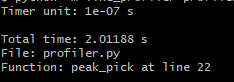 Timer unit: 1e-07 s
Total time: 2.01188 s
File: profiler.py
Function: peak_pick at line 22